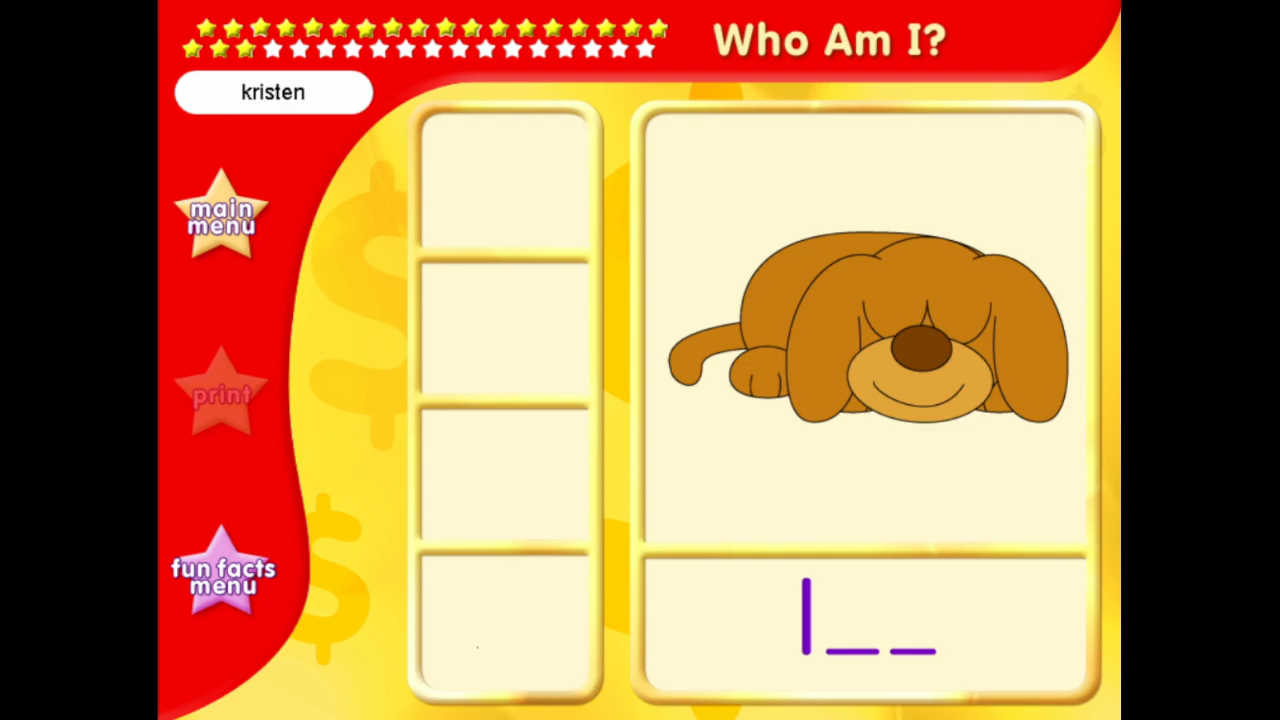 Who Am I?
kristen
main
menu
print
fun facts
menu
l _ _